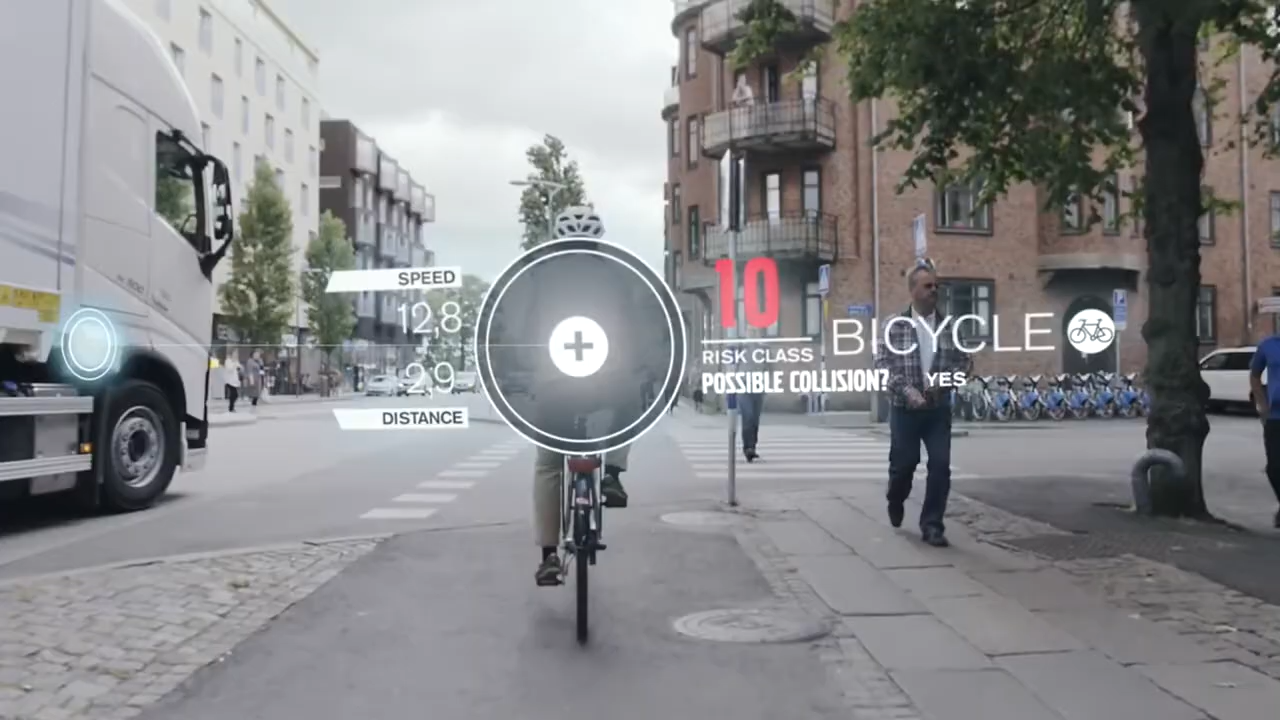 SPEED
12,8
2,9
DISTANCE
10
RISK CLASS
BICYCLE
POSSIBLE COLLISION? YES